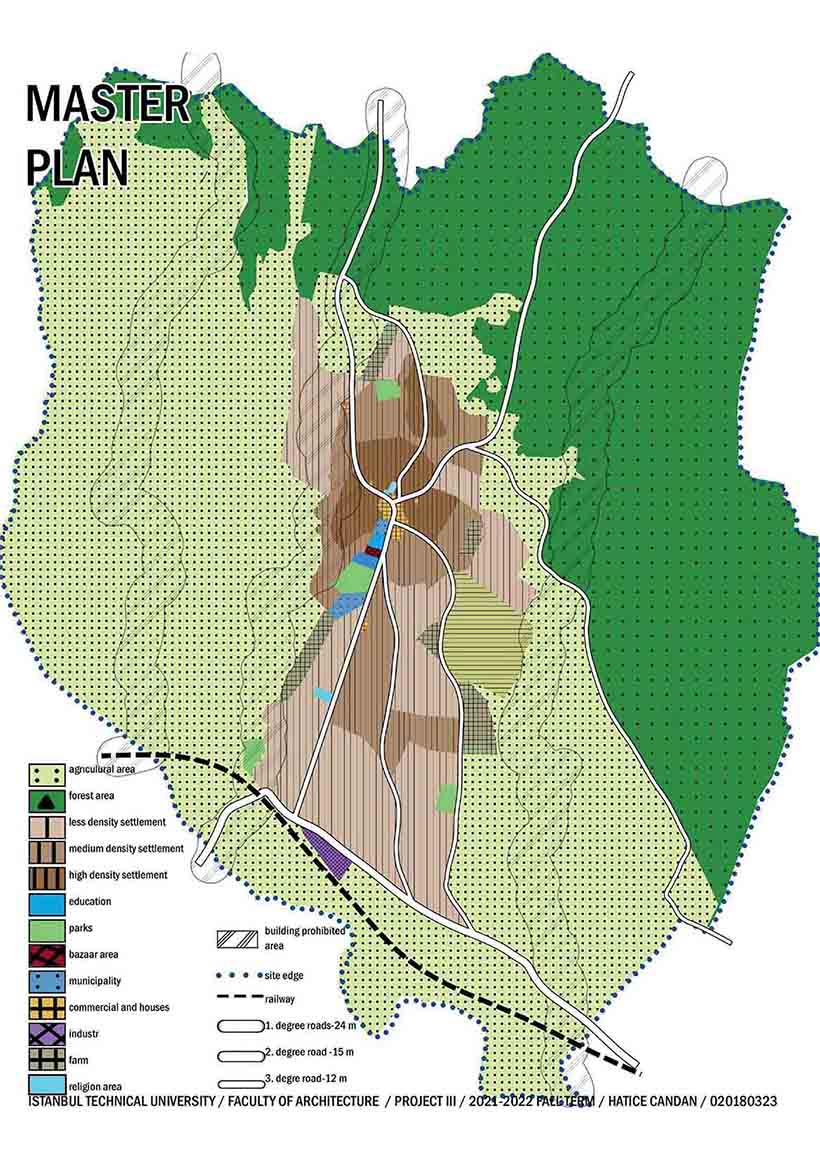 MASTER
PLAN
agricultural area
forest area
less density settlement
medium density settlement
high density settlement
education
parks
bazaar area
municipality
commercial and houses
industr
farm
religion area
building prohibited
area
site edge
railway
1. degree roads-24 m
2. degree road -15 m
3. degre road-12 m
ISTANBUL TECHNICAL UNIVERSITY / FACULTY OF ARCHITECTURE / PROJECT III / 2021-2022 FALL TERM / HATICE CANDAN / 020180323